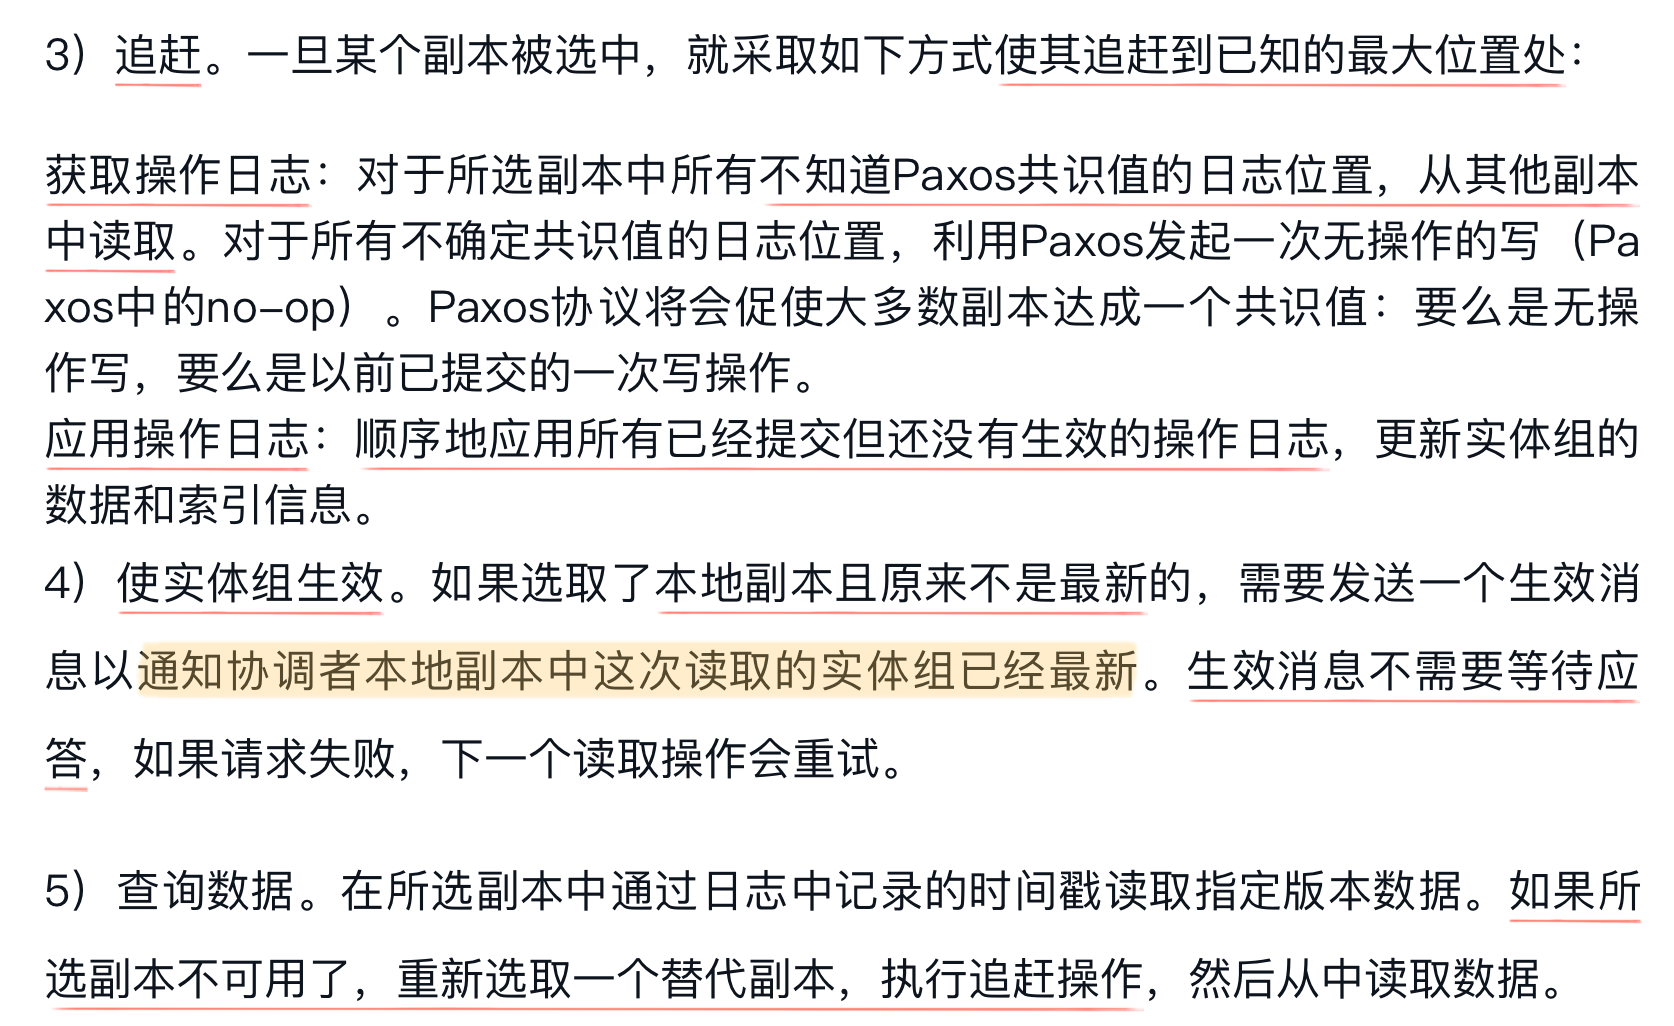 3）追赶。一旦某个副本被选中，就采取如下方式使其追赶到已知的最大位置处：
获取操作日志：对于所选副本中所有不知道Paxos共识值的日志位置，从其他副本
中读取。对于所有不确定共识值的日志位置，利用Paxos发起一次无操作的写（Pa
xos中的no-op）。Paxos协议将会促使大多数副本达成一个共识值：要么是无操
作写，要么是以前已提交的一次写操作。
应用操作日志：顺序地应用所有已经提交但还没有生效的操作日志，更新实体组的
数据和索引信息。
4）使实体组生效。如果选取了本地副本且原来不是最新的，需要发送一个生效消
息以通知协调者本地副本中这次读取的实体组已经最新。生效消息不需要等待应
答，如果请求失败，下一个读取操作会重试。
5）查询数据。在所选副本中通过日志中记录的时间戳读取指定版本数据。如果所
选副本不可用了，重新选取一个替代副本，执行追赶操作，然后从中读取数据。